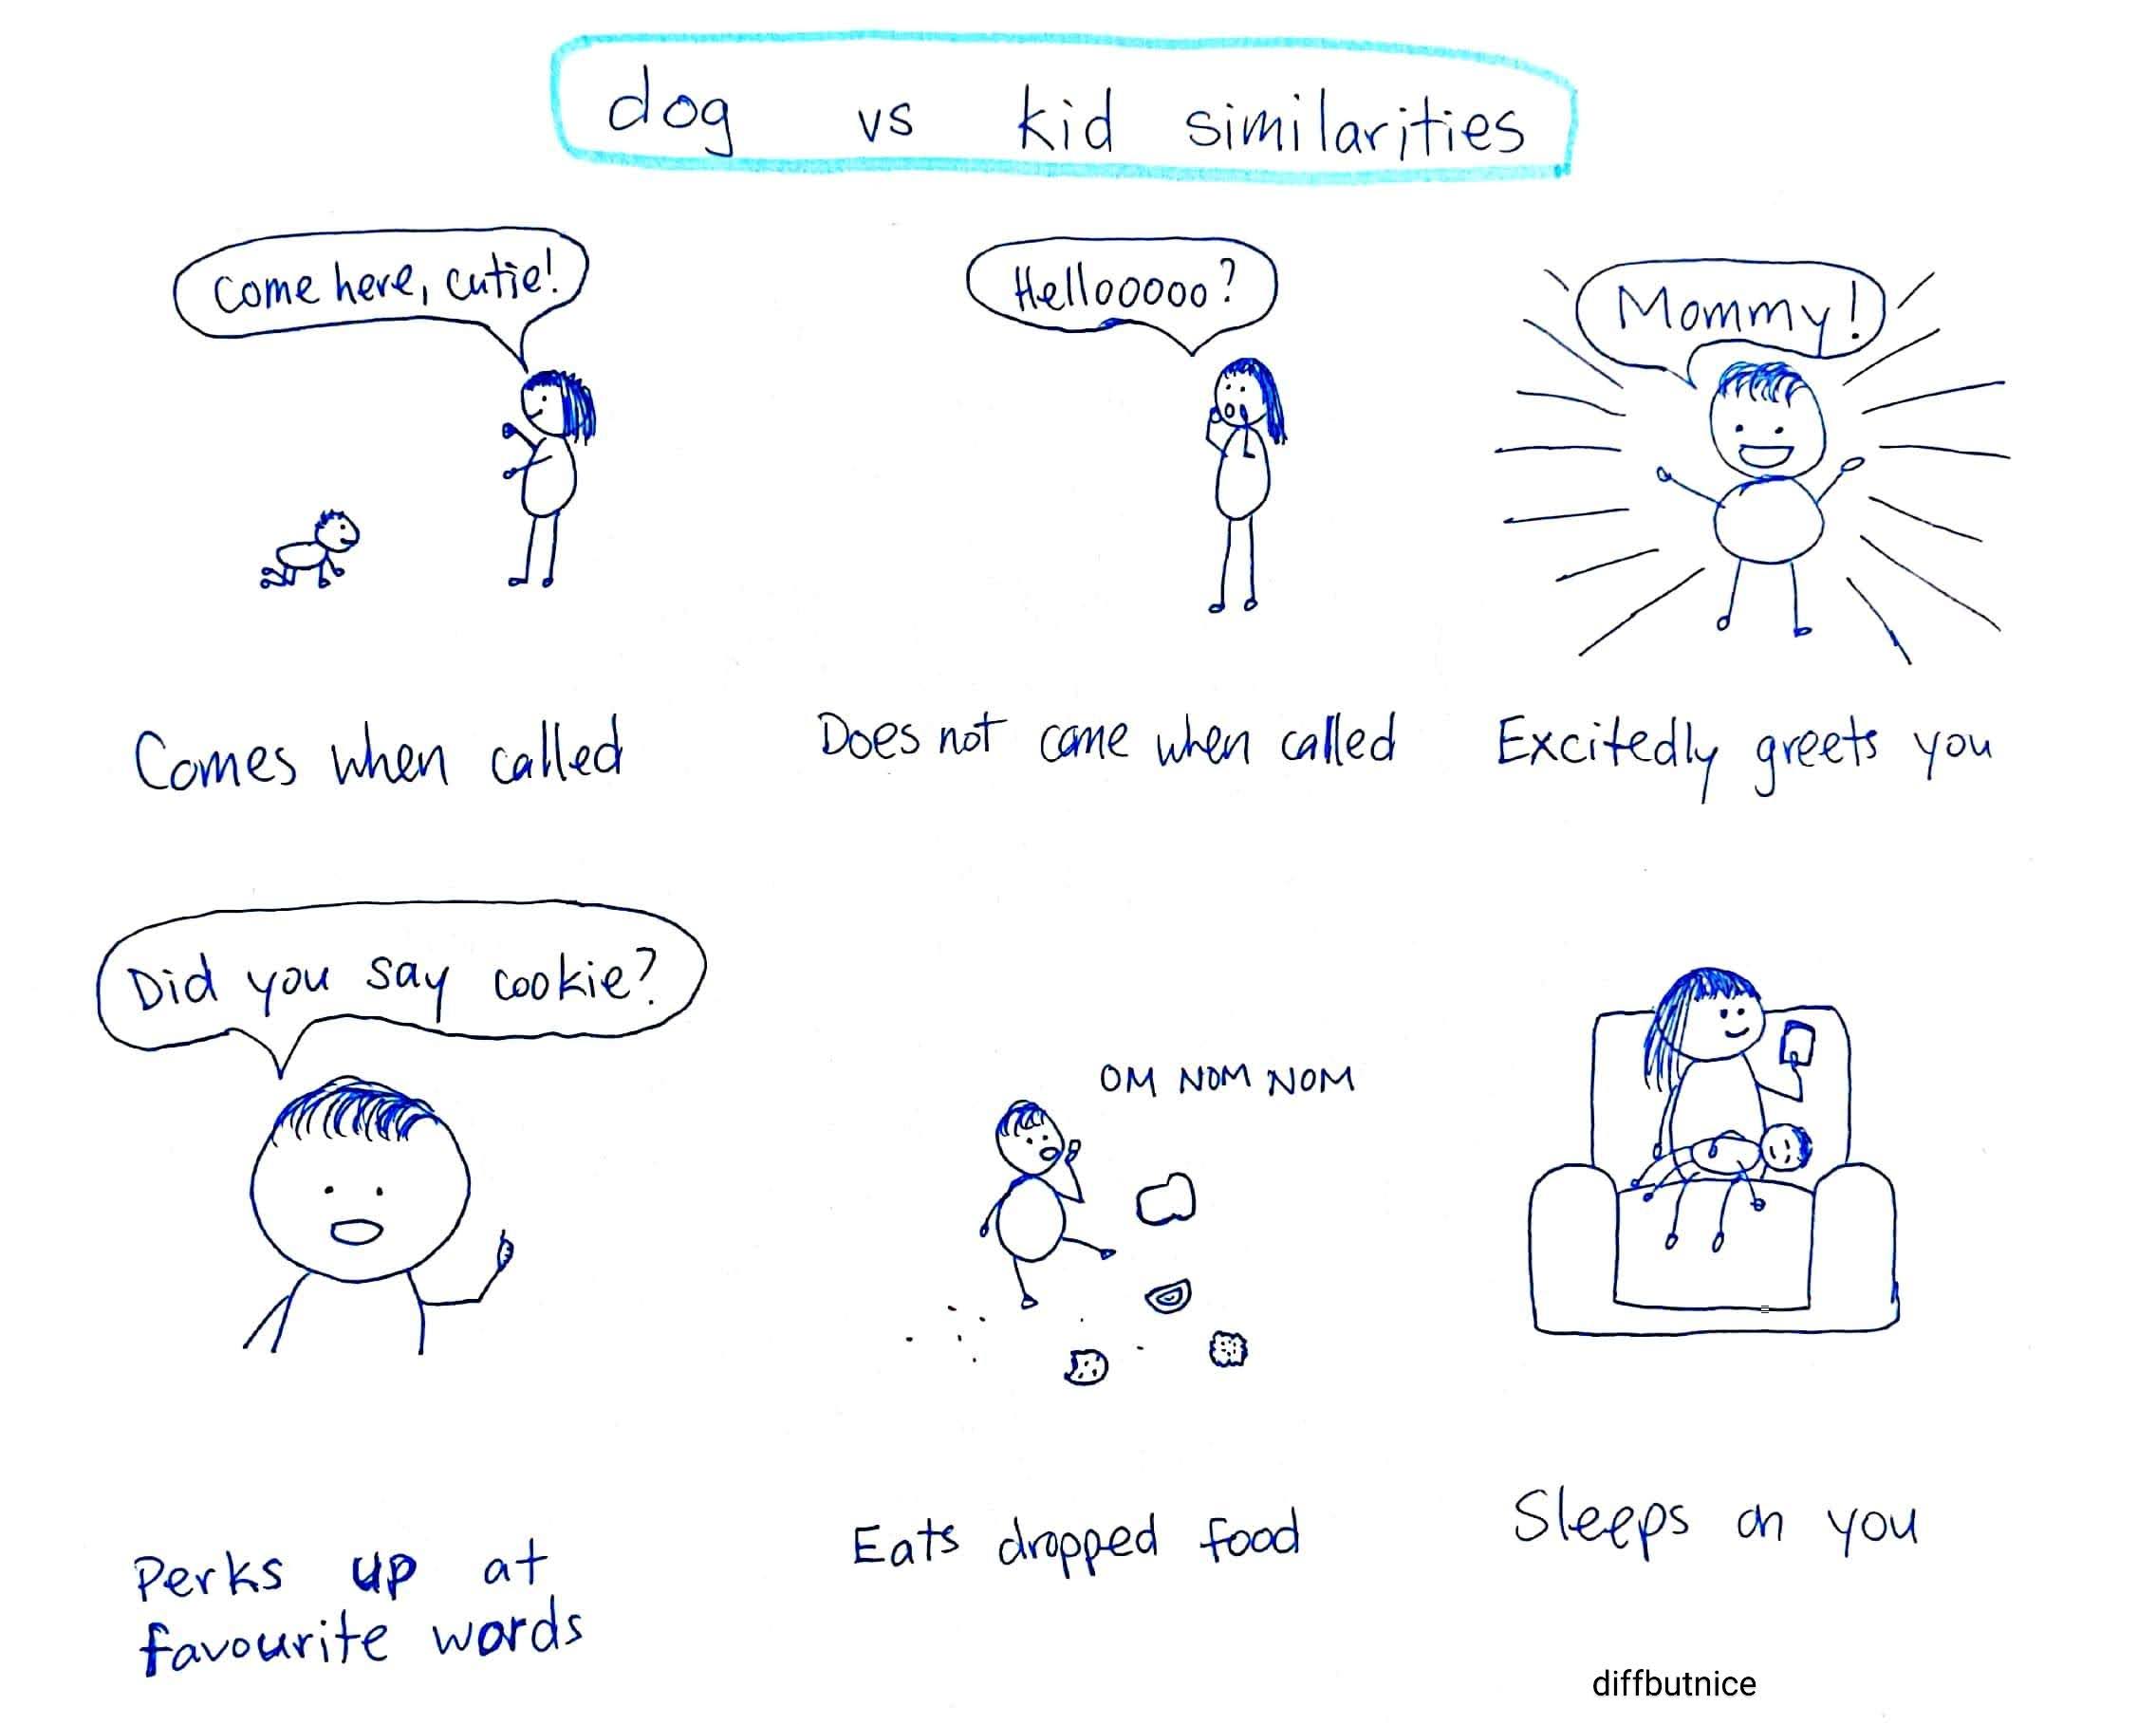 dog vs kid similarities
Come here, cutie!
Hellooooo?
Mommy!
Comes when called
Does not come when called
Excitedly greets you
Did you say cookie?
OM NOM NOM
Perks up at
favourite words
Eats dropped food
Sleeps on you
diffbutnice